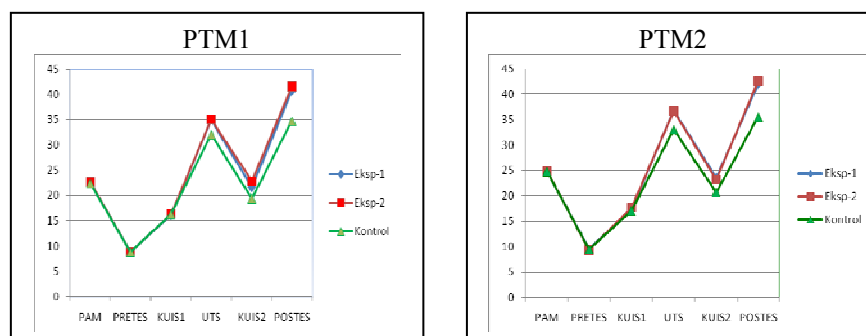 PTM1
45
40
35
30
25
20
15
10
5
0
PAM PRETES KUIS1 UTS KUIS2 POSTES
Eksp-1
Eksp-2
Kontrol
PTM2
45
40
35
30
25
20
15
10
5
0
PAM PRETES KUIS1 UTS KUIS2 POSTES
Eksp-1
Eksp-2
Kontrol